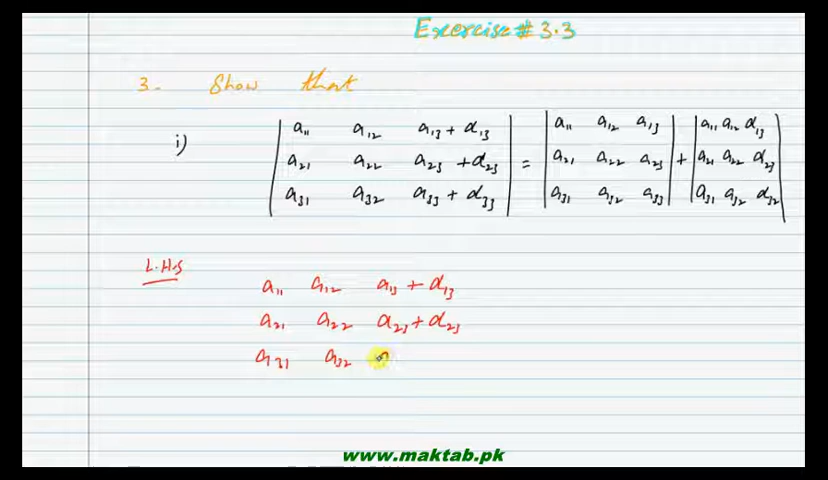 Exercise # 3.3
3. Show that
i) | a11 a12 a13 + α13 | | a11 a12 a13 | | a11 a12 α13 |
| a21 a22 a23 + α23 | = | a21 a22 a23 | + | a21 a22 α23 |
| a31 a32 a33 + α33 | | a31 a32 a33 | | a31 a32 α32 |
L.H.S
a11 a12 a13 + α13
a21 a22 a23 + α23
a31 a32
www.maktab.pk